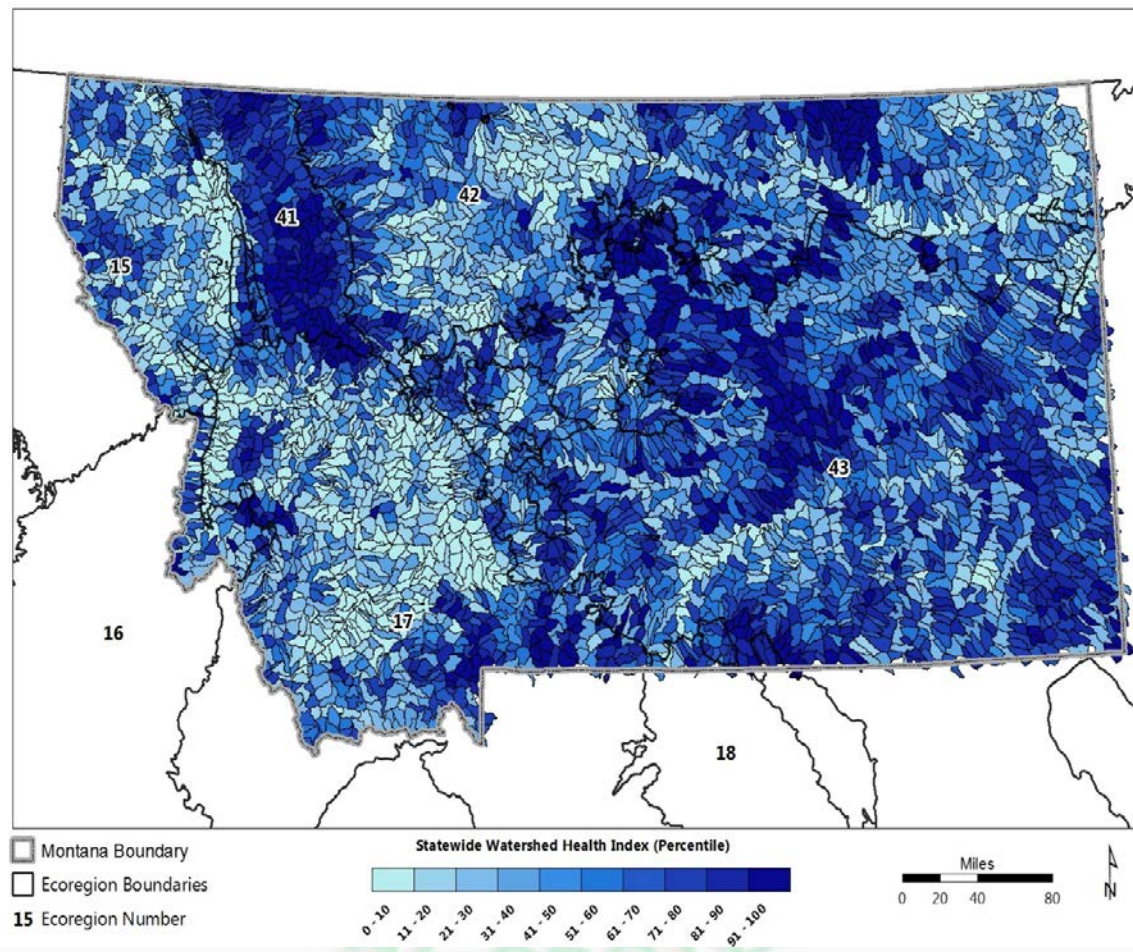 41
42
15
43
17
16
18
Montana Boundary
Ecoregion Boundaries
15 Ecoregion Number
Statewide Watershed Health Index (Percentile)
0 - 10
11 - 20
21 - 30
31 - 40
41 - 50
51 - 60
61 - 70
71 - 80
81 - 90
91 - 100
Miles
0 20 40 80
N